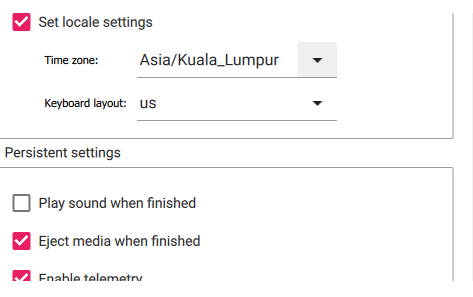 Set locale settings
Time zone: Asia/Kuala_Lumpur
Keyboard layout: us
Persistent settings
Play sound when finished
Eject media when finished
Enable telemetry